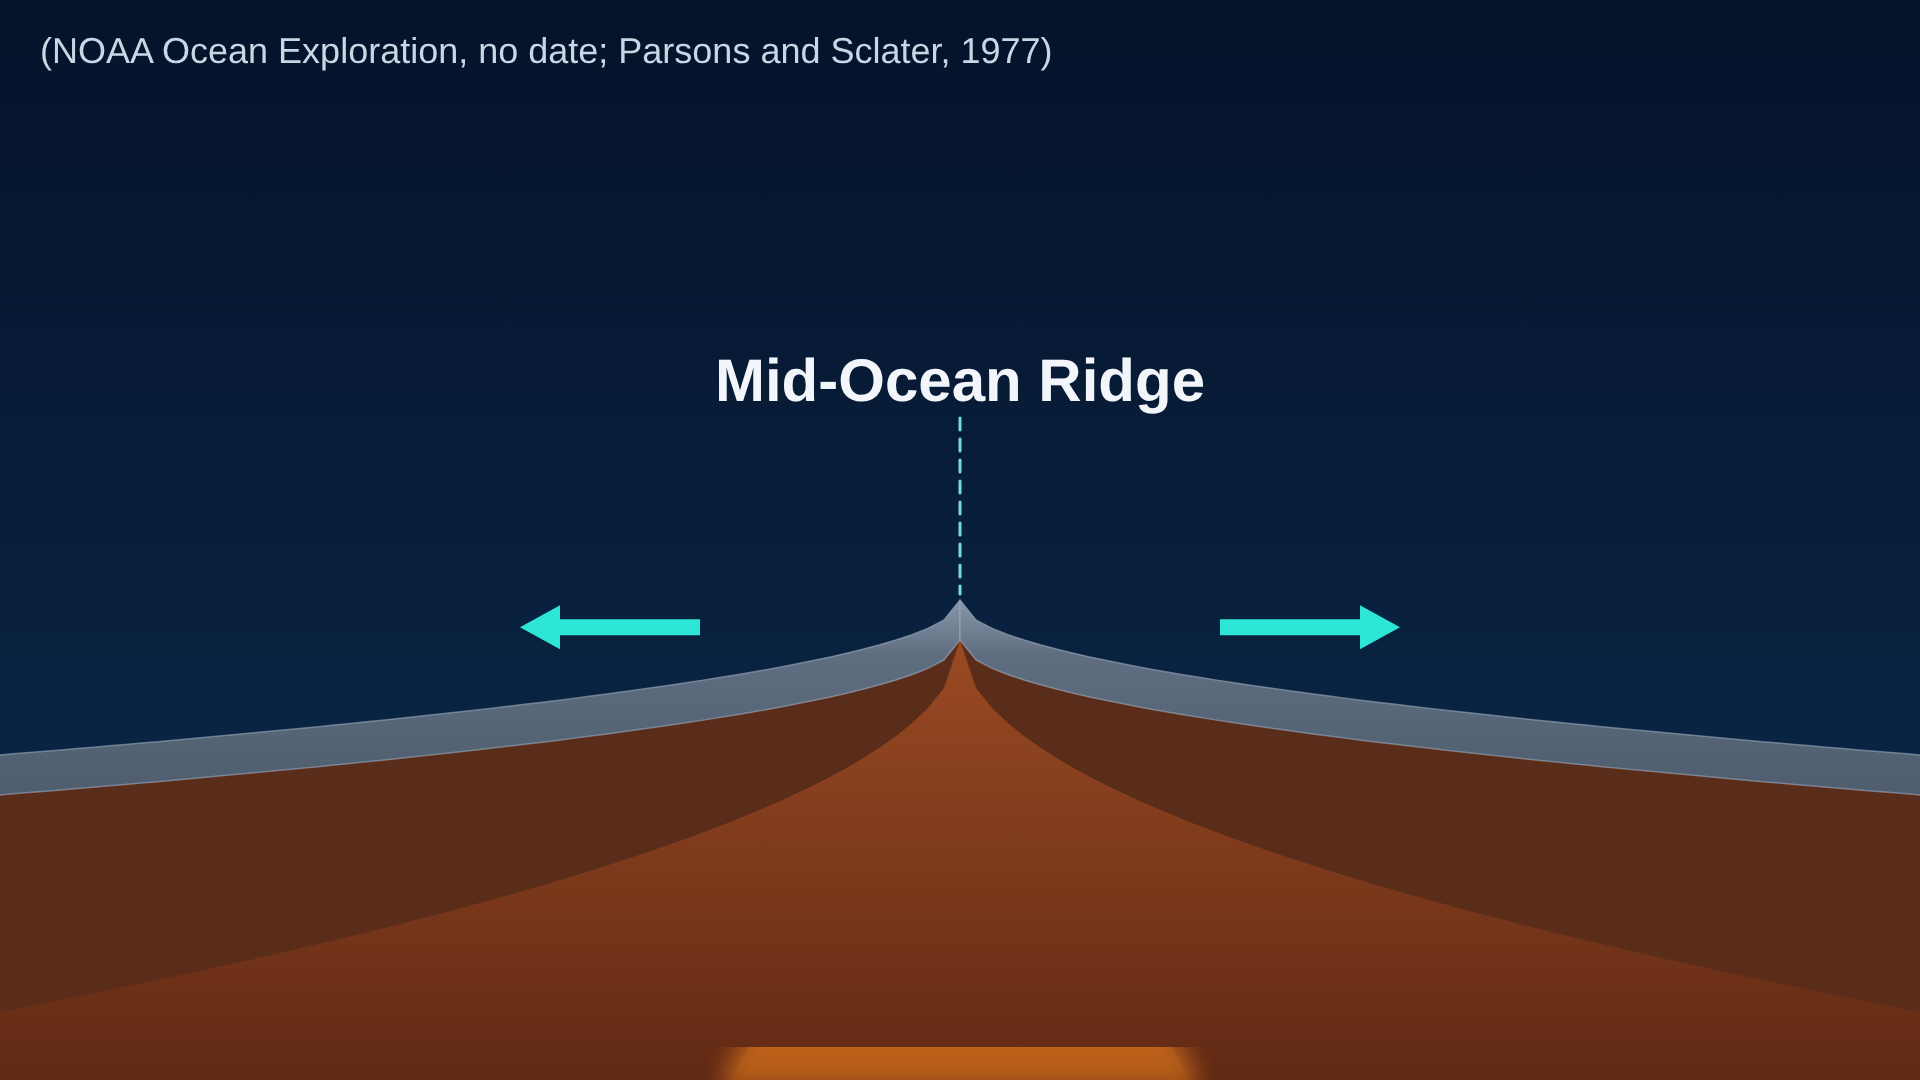 (NOAA Ocean Exploration, no date; Parsons and Sclater, 1977)
Mid-Ocean Ridge